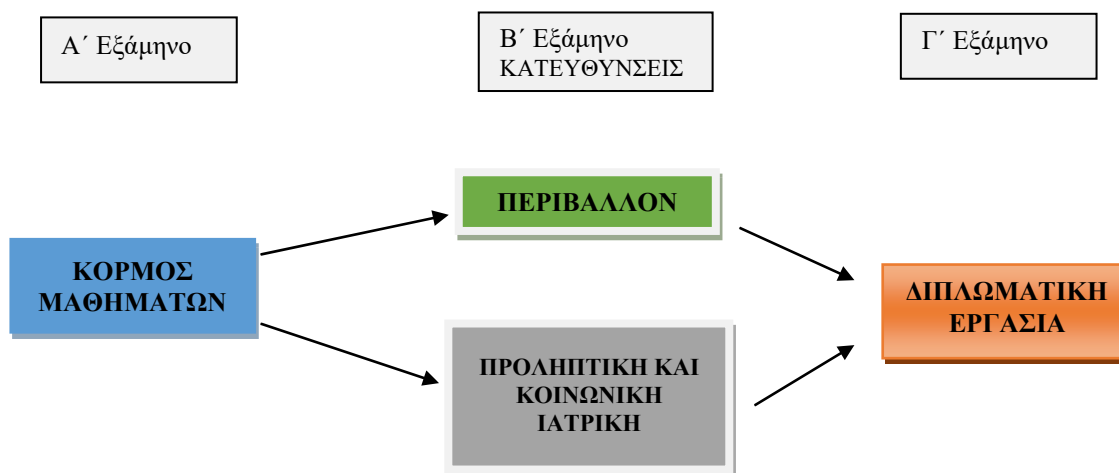 Α΄ Εξάμηνο
Β΄ Εξάμηνο
ΚΑΤΕΥΘΥΝΣΕΙΣ
Γ΄ Εξάμηνο
ΠΕΡΙΒΑΛΛΟΝ
ΚΟΡΜΟΣ
ΜΑΘΗΜΑΤΩΝ
ΔΙΠΛΩΜΑΤΙΚΗ
ΕΡΓΑΣΙΑ
ΠΡΟΛΗΠΤΙΚΗ ΚΑΙ
ΚΟΙΝΩΝΙΚΗ
ΙΑΤΡΙΚΗ